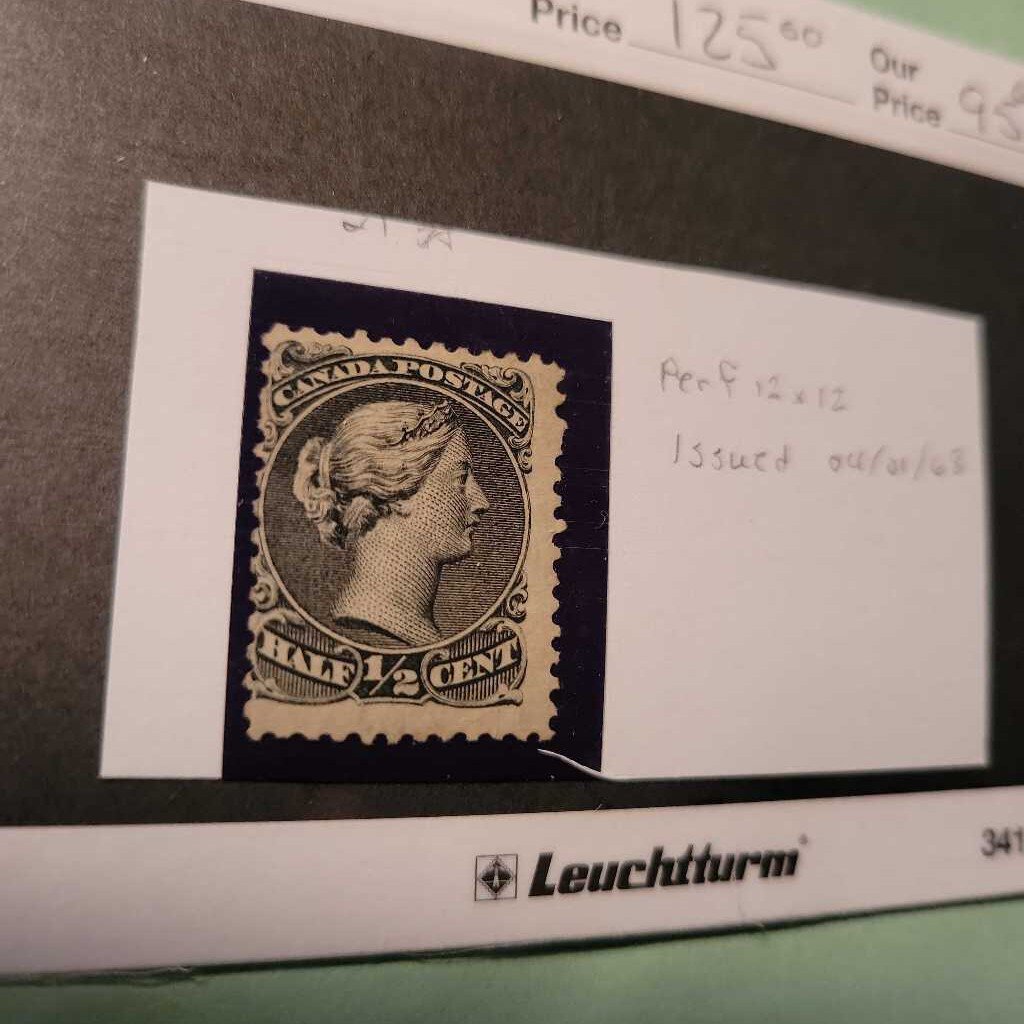 Price 125 00
Our
Price 95
CANADA POSTAGE
HALF 1/2 CENT
Perf 12 x 12
Issued 04/01/68
Leuchtturm
341